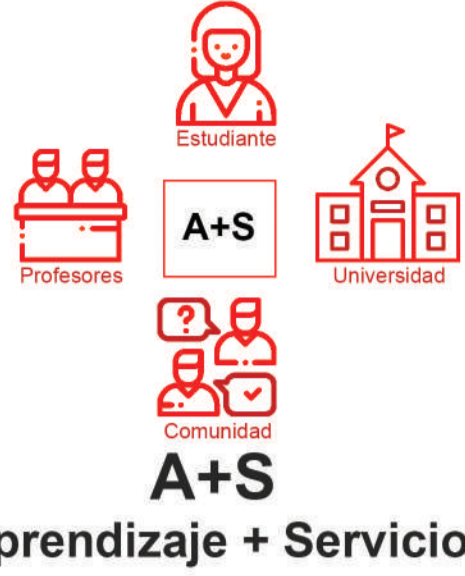 Estudiante
A+S
Profesores
Universidad
?
Comunidad
A+S
prendizaje + Servicio